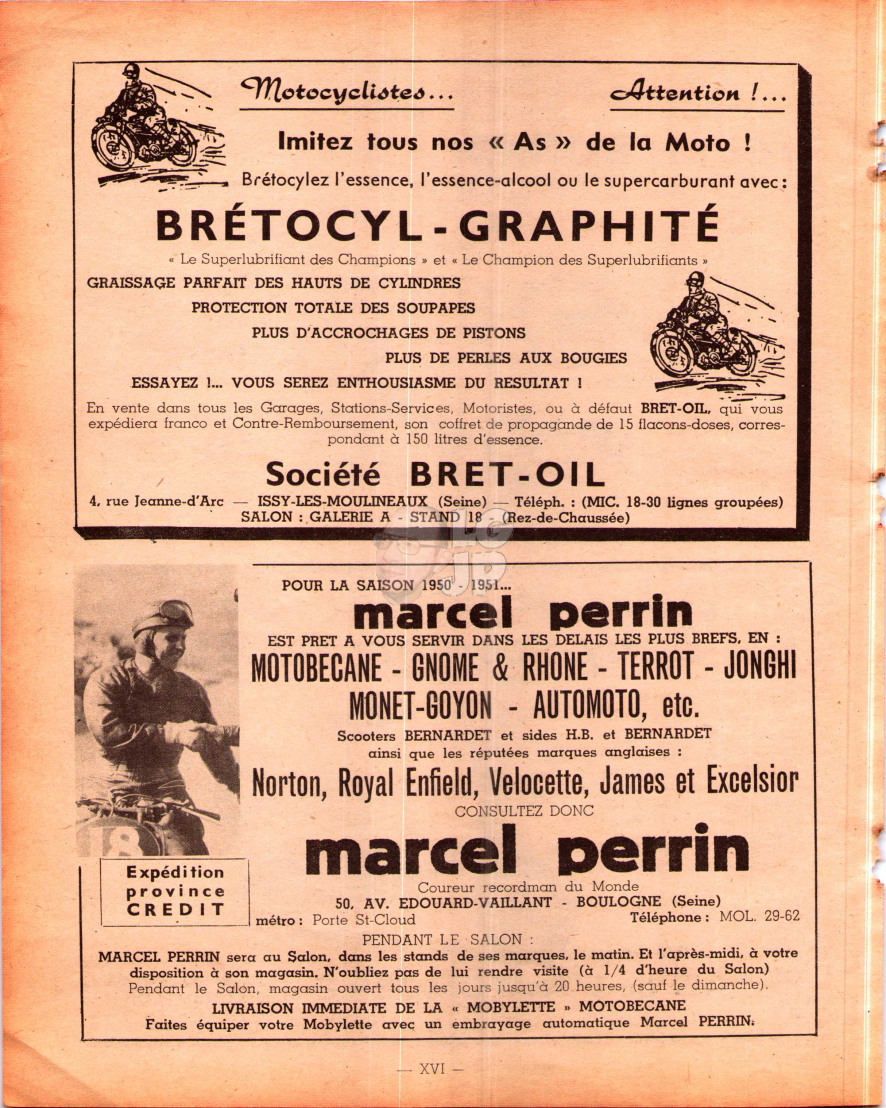 Motocyclistes... Attention !...
Imitez tous nos « As » de la Moto !
Brétocylez l'essence, l'essence-alcool ou le supercarburant avec :
BRÉTOCYL-GRAPHITÉ
« Le Superlubrifiant des Champions » et « Le Champion des Superlubrifiants »
GRAISSAGE PARFAIT DES HAUTS DE CYLINDRES
PROTECTION TOTALE DES SOUPAPES
PLUS D'ACCROCHAGES DE PISTONS
PLUS DE PERLES AUX BOUGIES
ESSAYEZ !... VOUS SEREZ ENTHOUSIASME DU RESULTAT !
En vente dans tous les Garages, Stations-Services, Motoristes, ou à défaut BRET-OIL, qui vous
expédiera franco et Contre-Remboursement, son coffret de propagande de 15 flacons-doses, corres-
pondant à 150 litres d'essence.
Société BRET-OIL
4, rue Jeanne-d'Arc — ISSY-LES-MOULINEAUX (Seine) — Téléph. : (MIC. 18-30 lignes groupées)
SALON : GALERIE A - STAND 18 - (Rez-de-Chaussée)
LG
JP
POUR LA SAISON 1950 - 1951...
marcel perrin
EST PRET A VOUS SERVIR DANS LES DELAIS LES PLUS BREFS, EN :
MOTOBECANE - GNOME & RHONE - TERROT - JONGHI
MONET-GOYON - AUTOMOTO, etc.
Scooters BERNARDET et sides H.B. et BERNARDET
ainsi que les réputées marques anglaises :
Norton, Royal Enfield, Velocette, James et Excelsior
CONSULTEZ DONC
marcel perrin
Coureur recordman du Monde
50, AV. EDOUARD-VAILLANT - BOULOGNE (Seine)
métro : Porte St-Cloud Téléphone : MOL. 29-62
18
Expédition
province
CREDIT
PENDANT LE SALON :
MARCEL PERRIN sera au Salon, dans les stands de ses marques, le matin. Et l'après-midi, à votre
disposition à son magasin. N'oubliez pas de lui rendre visite (à 1/4 d'heure du Salon)
Pendant le Salon, magasin ouvert tous les jours jusqu'à 20 heures, (sauf le dimanche).
LIVRAISON IMMEDIATE DE LA « MOBYLETTE » MOTOBECANE
Faites équiper votre Mobylette avec un embrayage automatique Marcel PERRIN.
— XVI —